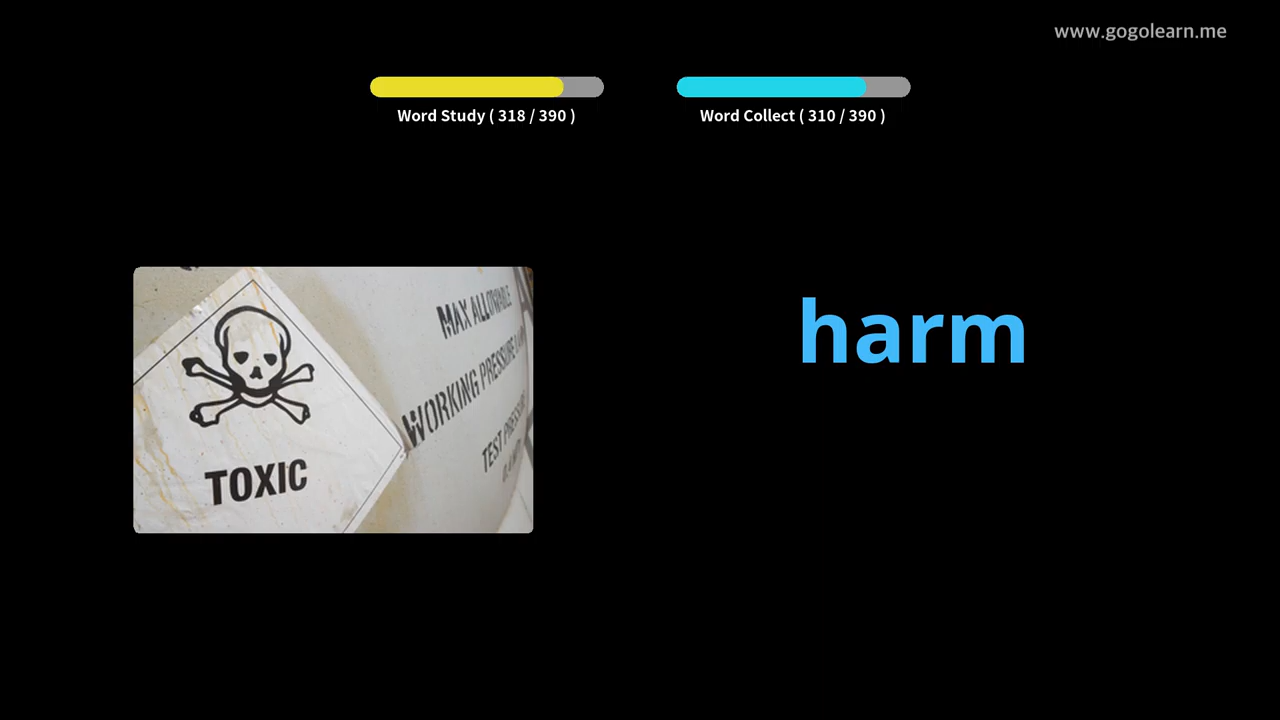 www.gogolearn.me
Word Study ( 318 / 390 )
Word Collect ( 310 / 390 )
harm
MAX ALLOWABLE
WORKING PRESSURE
TEST PRESSURE
TOXIC